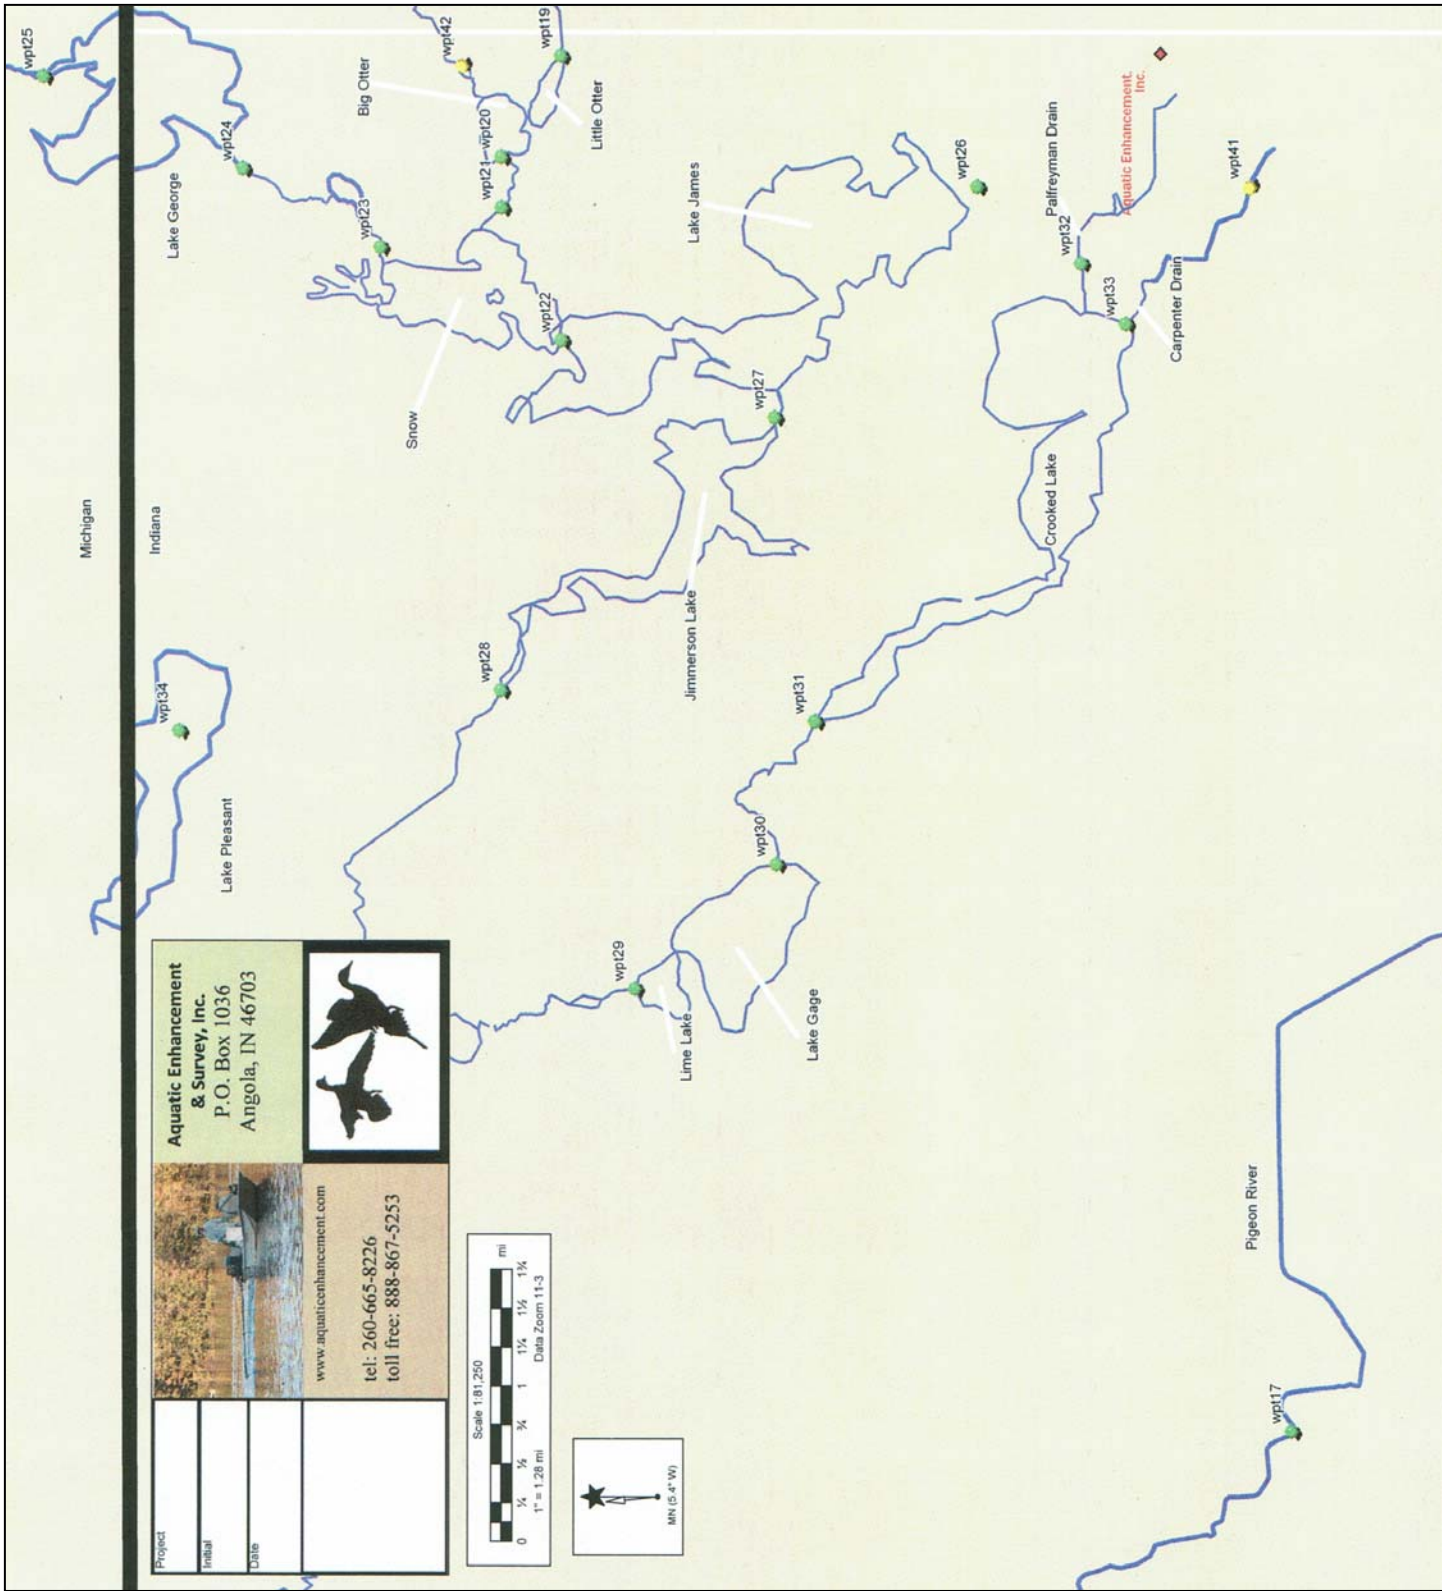 Project
Initial
Date
Aquatic Enhancement
& Survey, Inc.
P.O. Box 1036
Angola, IN 46703
www.aquaticenhancement.com
tel: 260-665-8226
toll free: 888-867-5253
Scale 1:81,250
0 ¼ ½ ¾ 1 1¼ 1½ 1¾
mi
1" = 1.28 mi
Data Zoom 11-3
MN (5.4° W)
Michigan
Indiana
wpt25
wpt24
Lake George
wpt23
wpt34
Lake Pleasant
Big Otter
wpt42
wpt19
wpt20
wpt21
Little Otter
Snow
wpt22
Lake James
wpt26
wpt27
wpt28
Jimmerson Lake
wpt29
Lime Lake
Lake Gage
wpt30
wpt31
Crooked Lake
Palfreyman Drain
wpt32
wpt33
Carpenter Drain
Aquatic Enhancement,
Inc.
wpt41
Pigeon River
wpt17